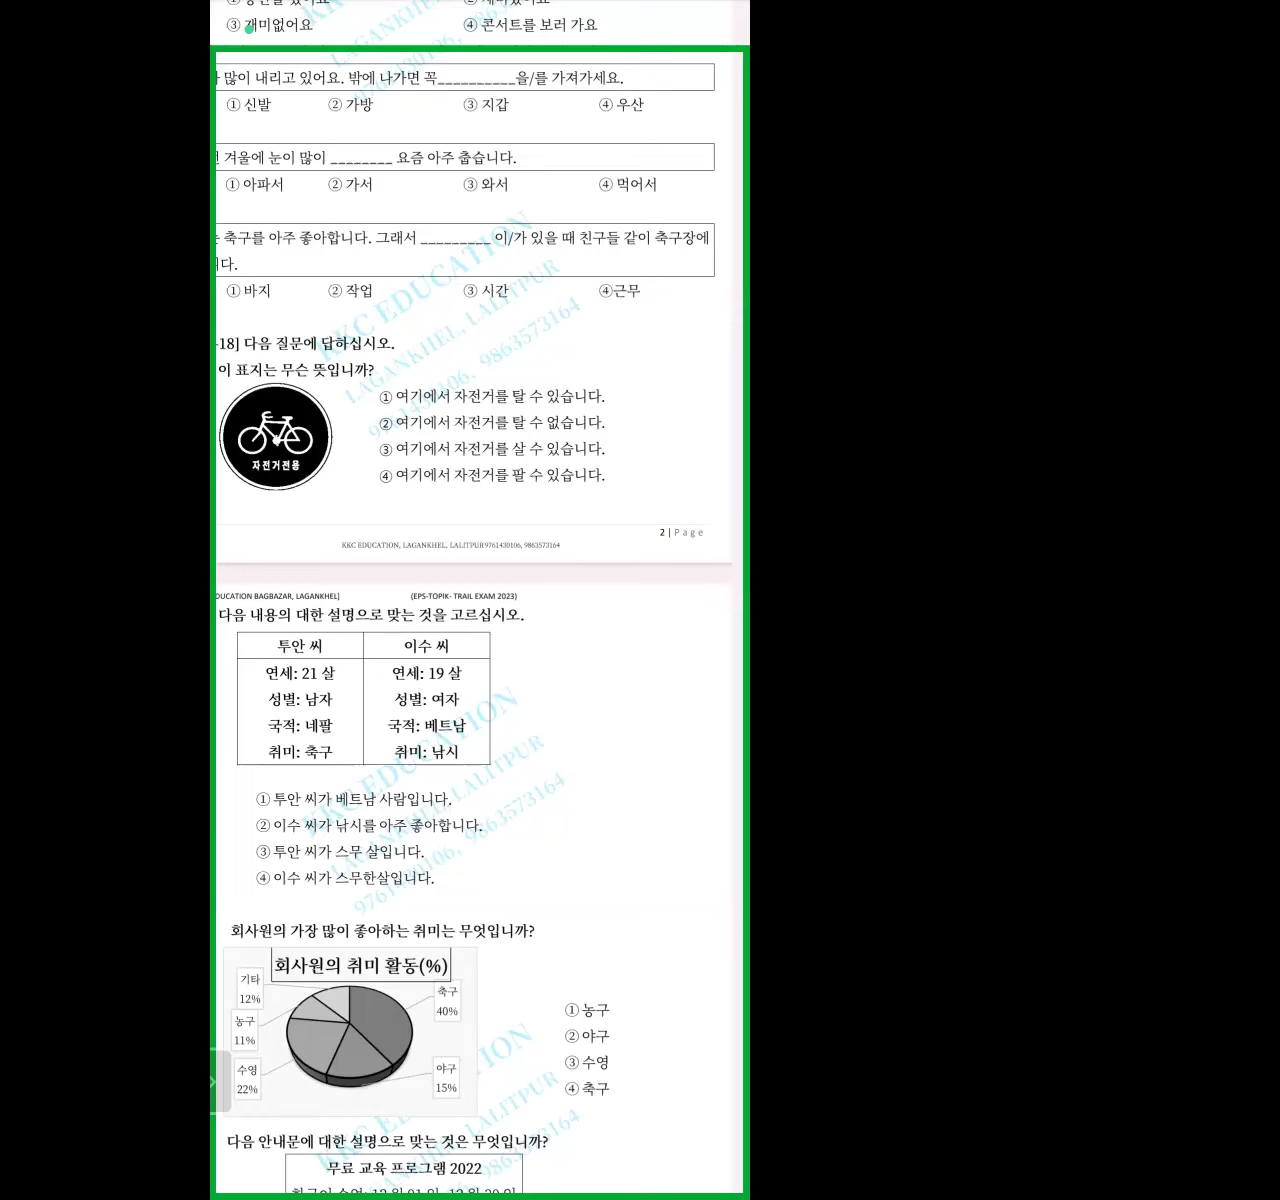 ③ 재미없어요 ④ 콘서트를 보러 가요
많이 내리고 있어요. 밖에 나가면 꼭__________을/를 가져가세요.
① 신발 ② 가방 ③ 지갑 ④ 우산
겨울에 눈이 많이 ________ 요즘 아주 춥습니다.
① 아파서 ② 가서 ③ 와서 ④ 먹어서
축구를 아주 좋아합니다. 그래서 _________ 이/가 있을 때 친구들 같이 축구장에
다.
① 바지 ② 작업 ③ 시간 ④근무
-18] 다음 질문에 답하십시오.
이 표지는 무슨 뜻입니까?
자전거전용
① 여기에서 자전거를 탈 수 있습니다.
② 여기에서 자전거를 탈 수 없습니다.
③ 여기에서 자전거를 살 수 있습니다.
④ 여기에서 자전거를 팔 수 있습니다.
KKC EDUCATION
LAGANKHEL, LALITPUR
9761430106, 9863573164
2 | Page
KKC EDUCATION, LAGANKHEL, LALITPUR9761430106, 9863573164
DUCATION BAGBAZAR, LAGANKHEL] (EPS-TOPIK- TRAIL EXAM 2023)
다음 내용의 대한 설명으로 맞는 것을 고르십시오.
투안 씨 이수 씨
연세: 21 살 연세: 19 살
성별: 남자 성별: 여자
국적: 네팔 국적: 베트남
취미: 축구 취미: 낚시
① 투안 씨가 베트남 사람입니다.
② 이수 씨가 낚시를 아주 좋아합니다.
③ 투안 씨가 스무 살입니다.
④ 이수 씨가 스무한살입니다.
KKC EDUCATION
LAGANKHEL, LALITPUR
9761430106, 9863573164
회사원의 가장 많이 좋아하는 취미는 무엇입니까?
회사원의 취미 활동(%)
기타
12%
축구
40%
농구
11%
수영
22%
야구
15%
① 농구
② 야구
③ 수영
④ 축구
다음 안내문에 대한 설명으로 맞는 것은 무엇입니까?
무료 교육 프로그램 2022